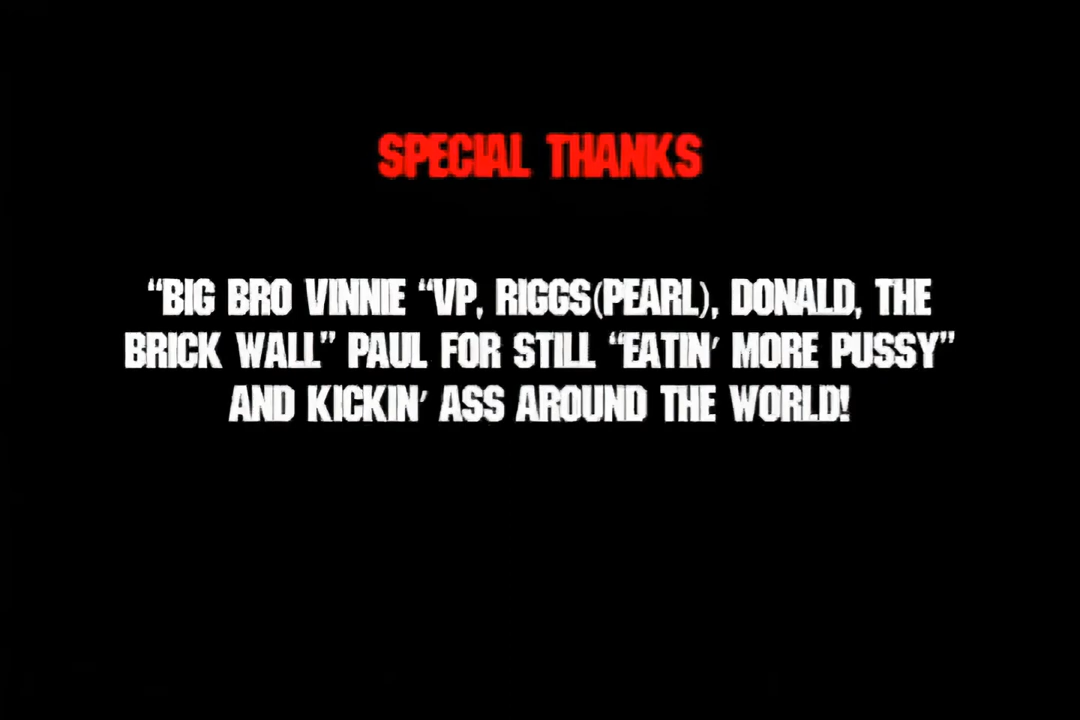 SPECIAL THANKS
“BIG BRO VINNIE “VP, RIGGS(PEARL), DONALD, THE
BRICK WALL” PAUL FOR STILL “EATIN’ MORE PUSSY”
AND KICKIN’ ASS AROUND THE WORLD!